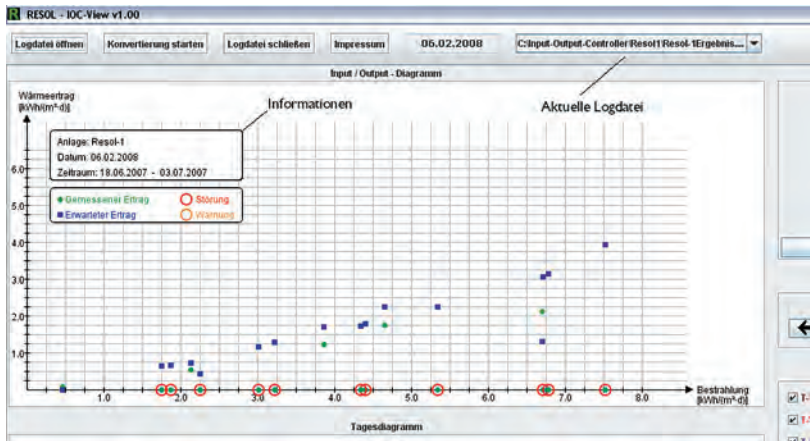 RESOL - IOC-View v1.00
Logdatei öffnen Konvertierung starten Logdatei schließen Impressum 06.02.2008 C:\Input-Output-Controller\Resol1\Resol-1Ergebnis....
Input / Output - Diagramm
Wärmeertrag
[kWh/(m²·d)]
Informationen
Aktuelle Logdatei
Anlage: Resol-1
Datum: 06.02.2008
Zeitraum: 18.06.2007 - 03.07.2007
Gemessener Ertrag Störung
Erwarteter Ertrag Warnung
6.0
5.0
4.0
3.0
2.0
1.0
1.0 2.0 3.0 4.0 5.0 6.0 7.0 8.0
Bestrahlung
[kWh/(m²·d)]
Tagesdiagramm